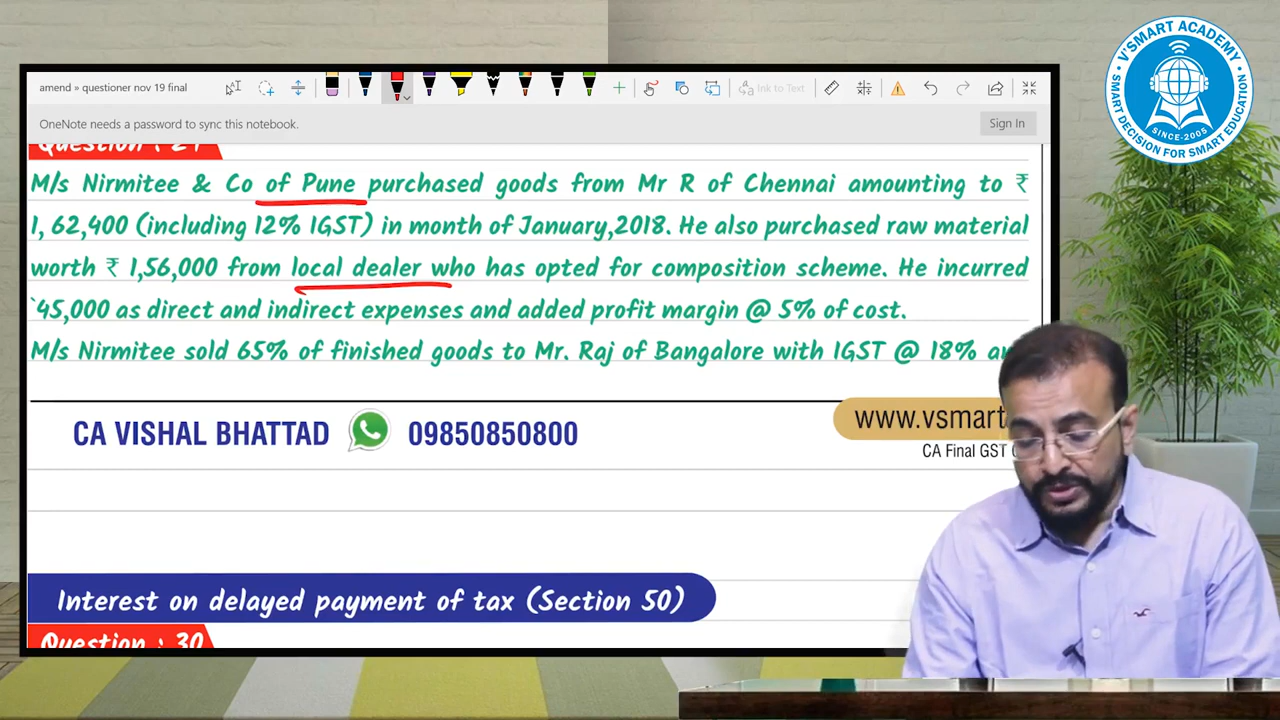 V'SMART ACADEMY
SMART DECISION FOR SMART EDUCATION
SINCE-2005
amend » questioner nov 19 final
Ink to Text
OneNote needs a password to sync this notebook.
Sign In
Question :
M/s Nirmitee & Co of Pune purchased goods from Mr R of Chennai amounting to ₹
1, 62,400 (including 12% IGST) in month of January,2018. He also purchased raw material
worth ₹ 1,56,000 from local dealer who has opted for composition scheme. He incurred
`45,000 as direct and indirect expenses and added profit margin @ 5% of cost.
M/s Nirmitee sold 65% of finished goods to Mr. Raj of Bangalore with IGST @ 18%
CA VISHAL BHATTAD
09850850800
www.vsmart
CA Final GST
Interest on delayed payment of tax (Section 50)
Question : 30